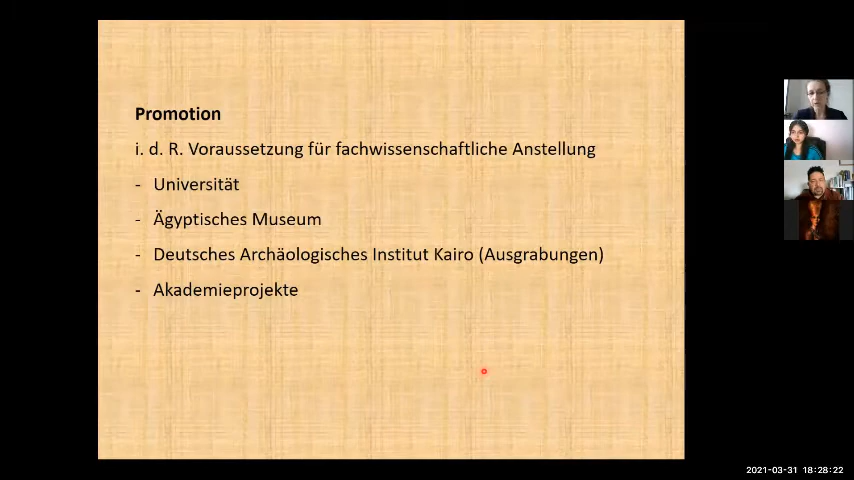 Promotion
i. d. R. Voraussetzung für fachwissenschaftliche Anstellung
- Universität
- Ägyptisches Museum
- Deutsches Archäologisches Institut Kairo (Ausgrabungen)
- Akademieprojekte
2021-03-31 18:28:22